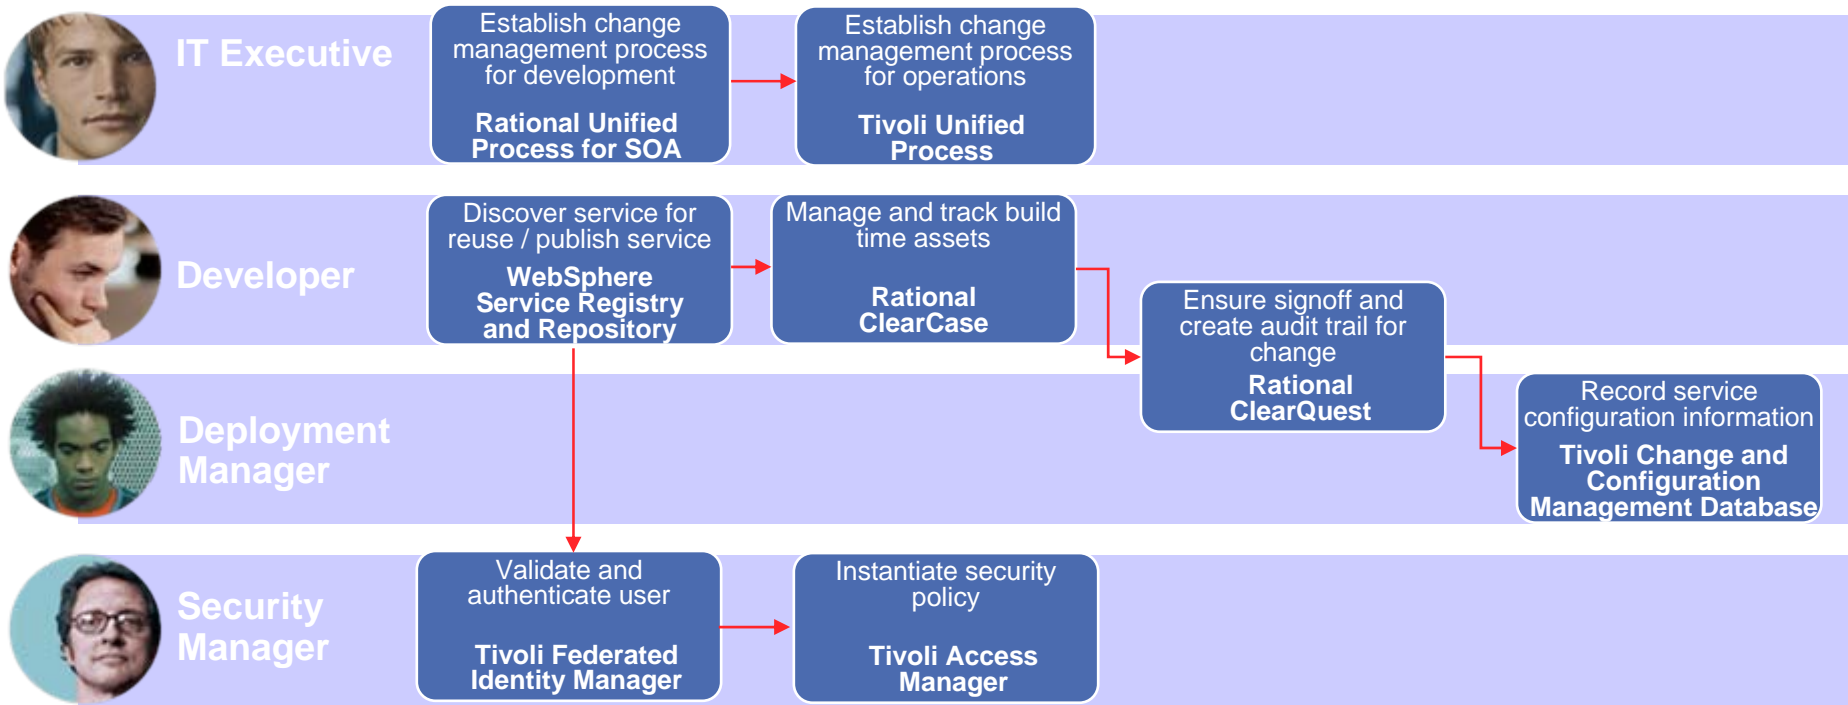 IT Executive
Establish change
management process
for development
Rational Unified
Process for SOA
Establish change
management process
for operations
Tivoli Unified
Process
Developer
Discover service for
reuse / publish service
WebSphere
Service Registry
and Repository
Manage and track build
time assets
Rational
ClearCase
Ensure signoff and
create audit trail for
change
Rational
ClearQuest
Deployment
Manager
Record service
configuration information
Tivoli Change and
Configuration
Management Database
Security
Manager
Validate and
authenticate user
Tivoli Federated
Identity Manager
Instantiate security
policy
Tivoli Access
Manager